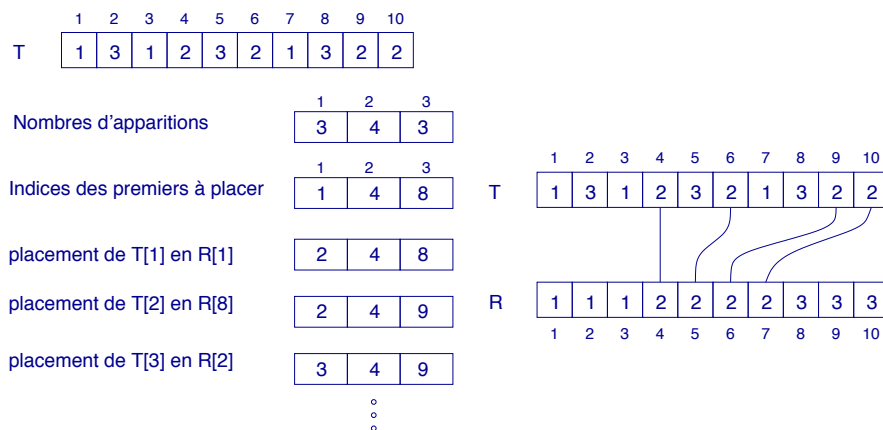 1 2 3 4 5 6 7 8 9 10
T 1 3 1 2 3 2 1 3 2 2
1 2 3
Nombres d'apparitions 3 4 3
1 2 3
Indices des premiers à placer 1 4 8
placement de T[1] en R[1] 2 4 8
placement de T[2] en R[8] 2 4 9
placement de T[3] en R[2] 3 4 9
1 2 3 4 5 6 7 8 9 10
T 1 3 1 2 3 2 1 3 2 2
R 1 1 1 2 2 2 2 3 3 3
1 2 3 4 5 6 7 8 9 10